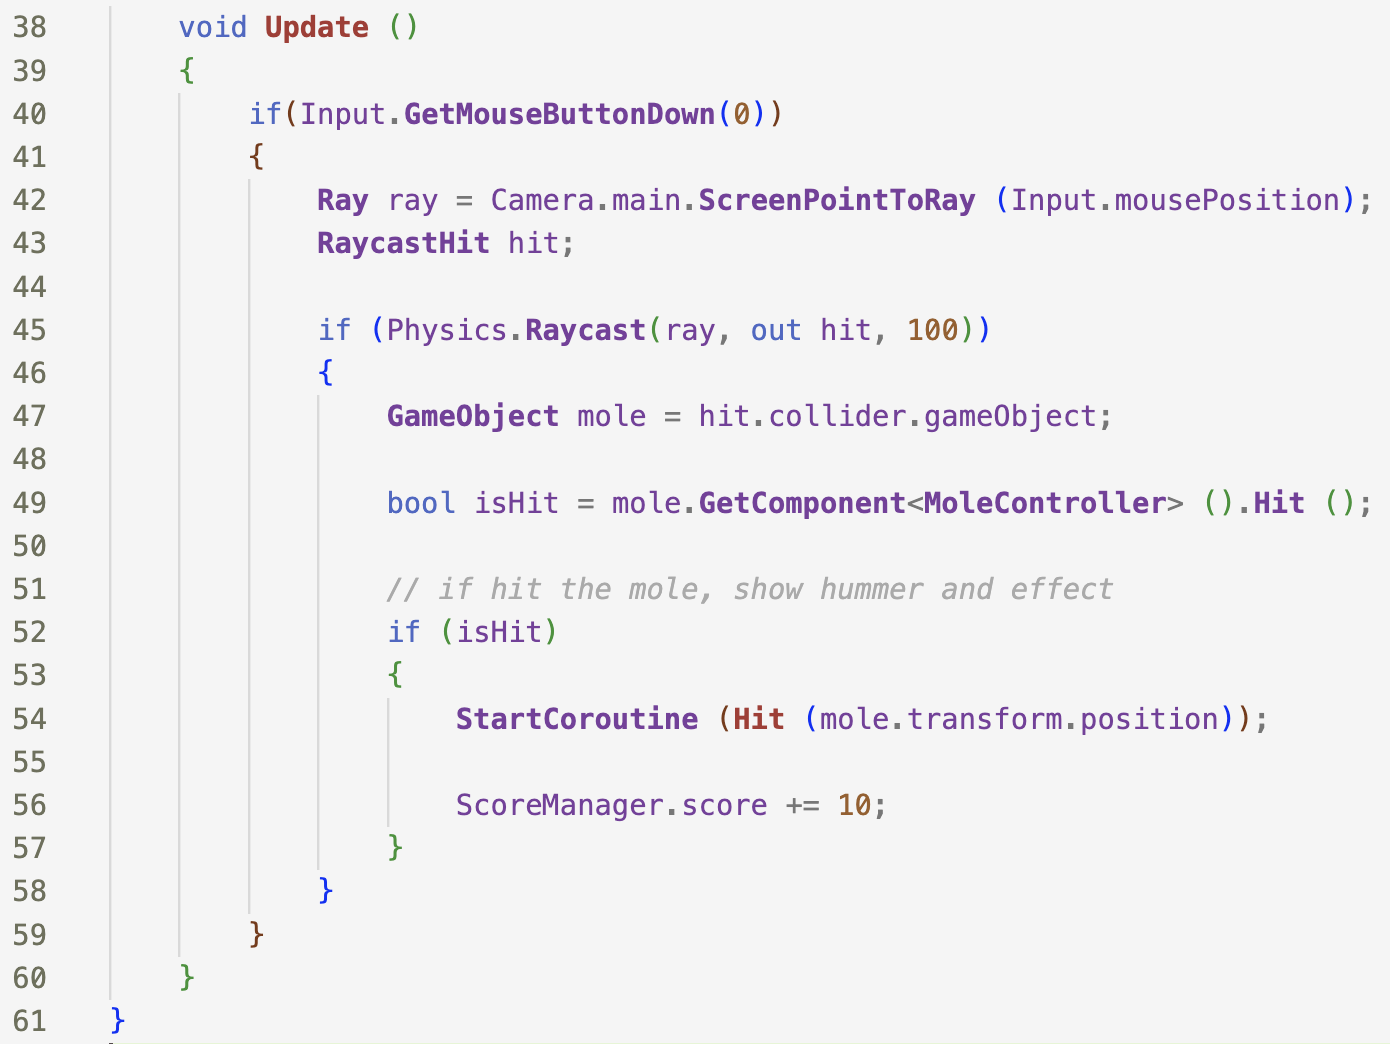 38 void Update ()
39 {
40 if(Input.GetMouseButtonDown(0))
41 {
42 Ray ray = Camera.main.ScreenPointToRay (Input.mousePosition);
43 RaycastHit hit;
44
45 if (Physics.Raycast(ray, out hit, 100))
46 {
47 GameObject mole = hit.collider.gameObject;
48
49 bool isHit = mole.GetComponent<MoleController> ().Hit ();
50
51 // if hit the mole, show hummer and effect
52 if (isHit)
53 {
54 StartCoroutine (Hit (mole.transform.position));
55
56 ScoreManager.score += 10;
57 }
58 }
59 }
60 }
61 }